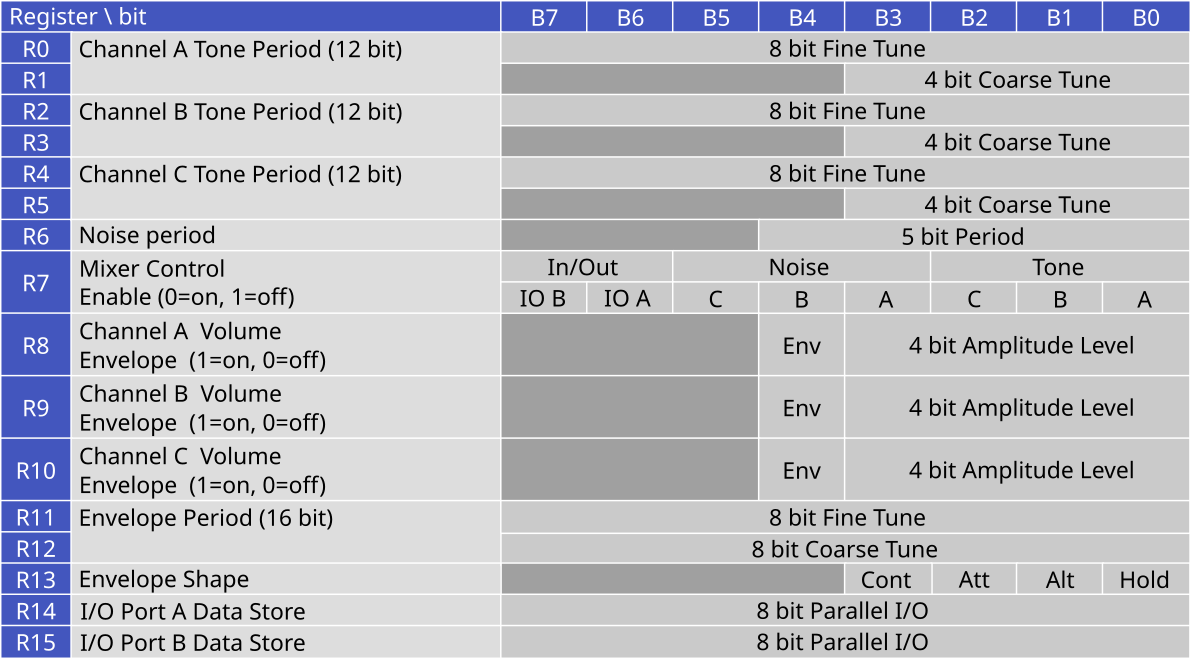 Register \ bit B7 B6 B5 B4 B3 B2 B1 B0
R0 Channel A Tone Period (12 bit) 8 bit Fine Tune
R1 4 bit Coarse Tune
R2 Channel B Tone Period (12 bit) 8 bit Fine Tune
R3 4 bit Coarse Tune
R4 Channel C Tone Period (12 bit) 8 bit Fine Tune
R5 4 bit Coarse Tune
R6 Noise period 5 bit Period
R7 Mixer Control In/Out Noise Tone
Enable (0=on, 1=off) IO B IO A C B A C B A
R8 Channel A  Volume Env 4 bit Amplitude Level
Envelope  (1=on, 0=off)
R9 Channel B  Volume Env 4 bit Amplitude Level
Envelope  (1=on, 0=off)
R10 Channel C  Volume Env 4 bit Amplitude Level
Envelope  (1=on, 0=off)
R11 Envelope Period (16 bit) 8 bit Fine Tune
R12 8 bit Coarse Tune
R13 Envelope Shape Cont Att Alt Hold
R14 I/O Port A Data Store 8 bit Parallel I/O
R15 I/O Port B Data Store 8 bit Parallel I/O